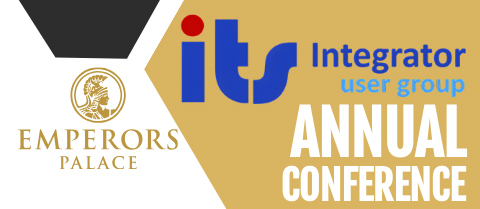 EMPERORS
PALACE
its Integrator
user group
ANNUAL
CONFERENCE